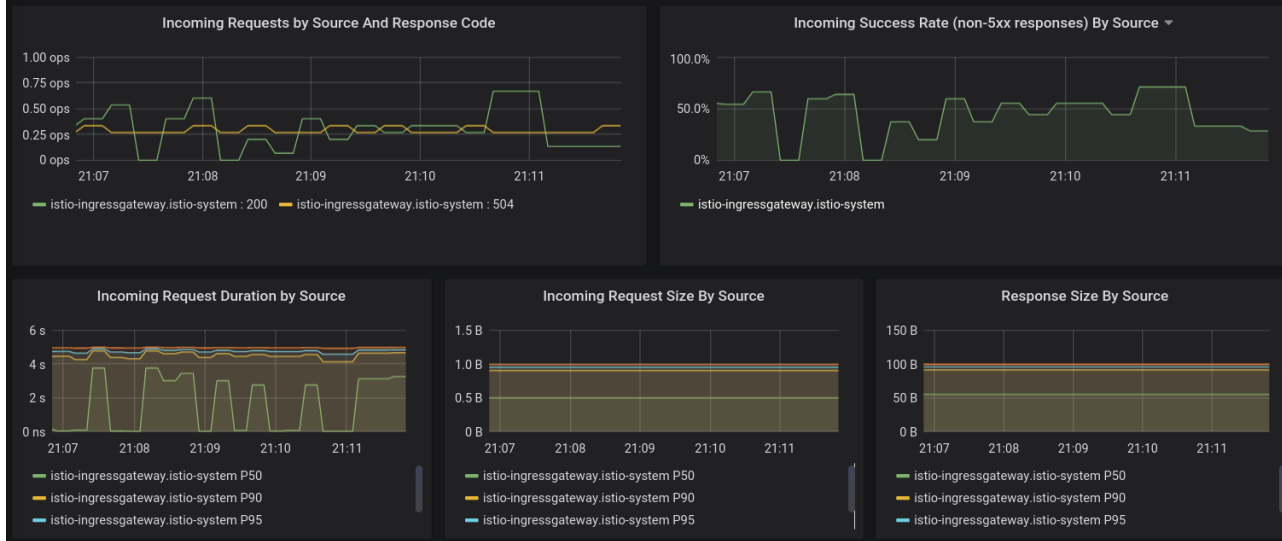 Incoming Requests by Source And Response Code
1.00 ops
0.75 ops
0.50 ops
0.25 ops
0 ops
21:07 21:08 21:09 21:10 21:11
istio-ingressgateway.istio-system : 200 istio-ingressgateway.istio-system : 504
Incoming Success Rate (non-5xx responses) By Source
100.0%
50.0%
0%
21:07 21:08 21:09 21:10 21:11
istio-ingressgateway.istio-system
Incoming Request Duration by Source
6 s
4 s
2 s
0 ns
21:07 21:08 21:09 21:10 21:11
istio-ingressgateway.istio-system P50
istio-ingressgateway.istio-system P90
istio-ingressgateway.istio-system P95
Incoming Request Size By Source
1.5 B
1.0 B
0.5 B
0 B
21:07 21:08 21:09 21:10 21:11
istio-ingressgateway.istio-system P50
istio-ingressgateway.istio-system P90
istio-ingressgateway.istio-system P95
Response Size By Source
150 B
100 B
50 B
0 B
21:07 21:08 21:09 21:10 21:11
istio-ingressgateway.istio-system P50
istio-ingressgateway.istio-system P90
istio-ingressgateway.istio-system P95